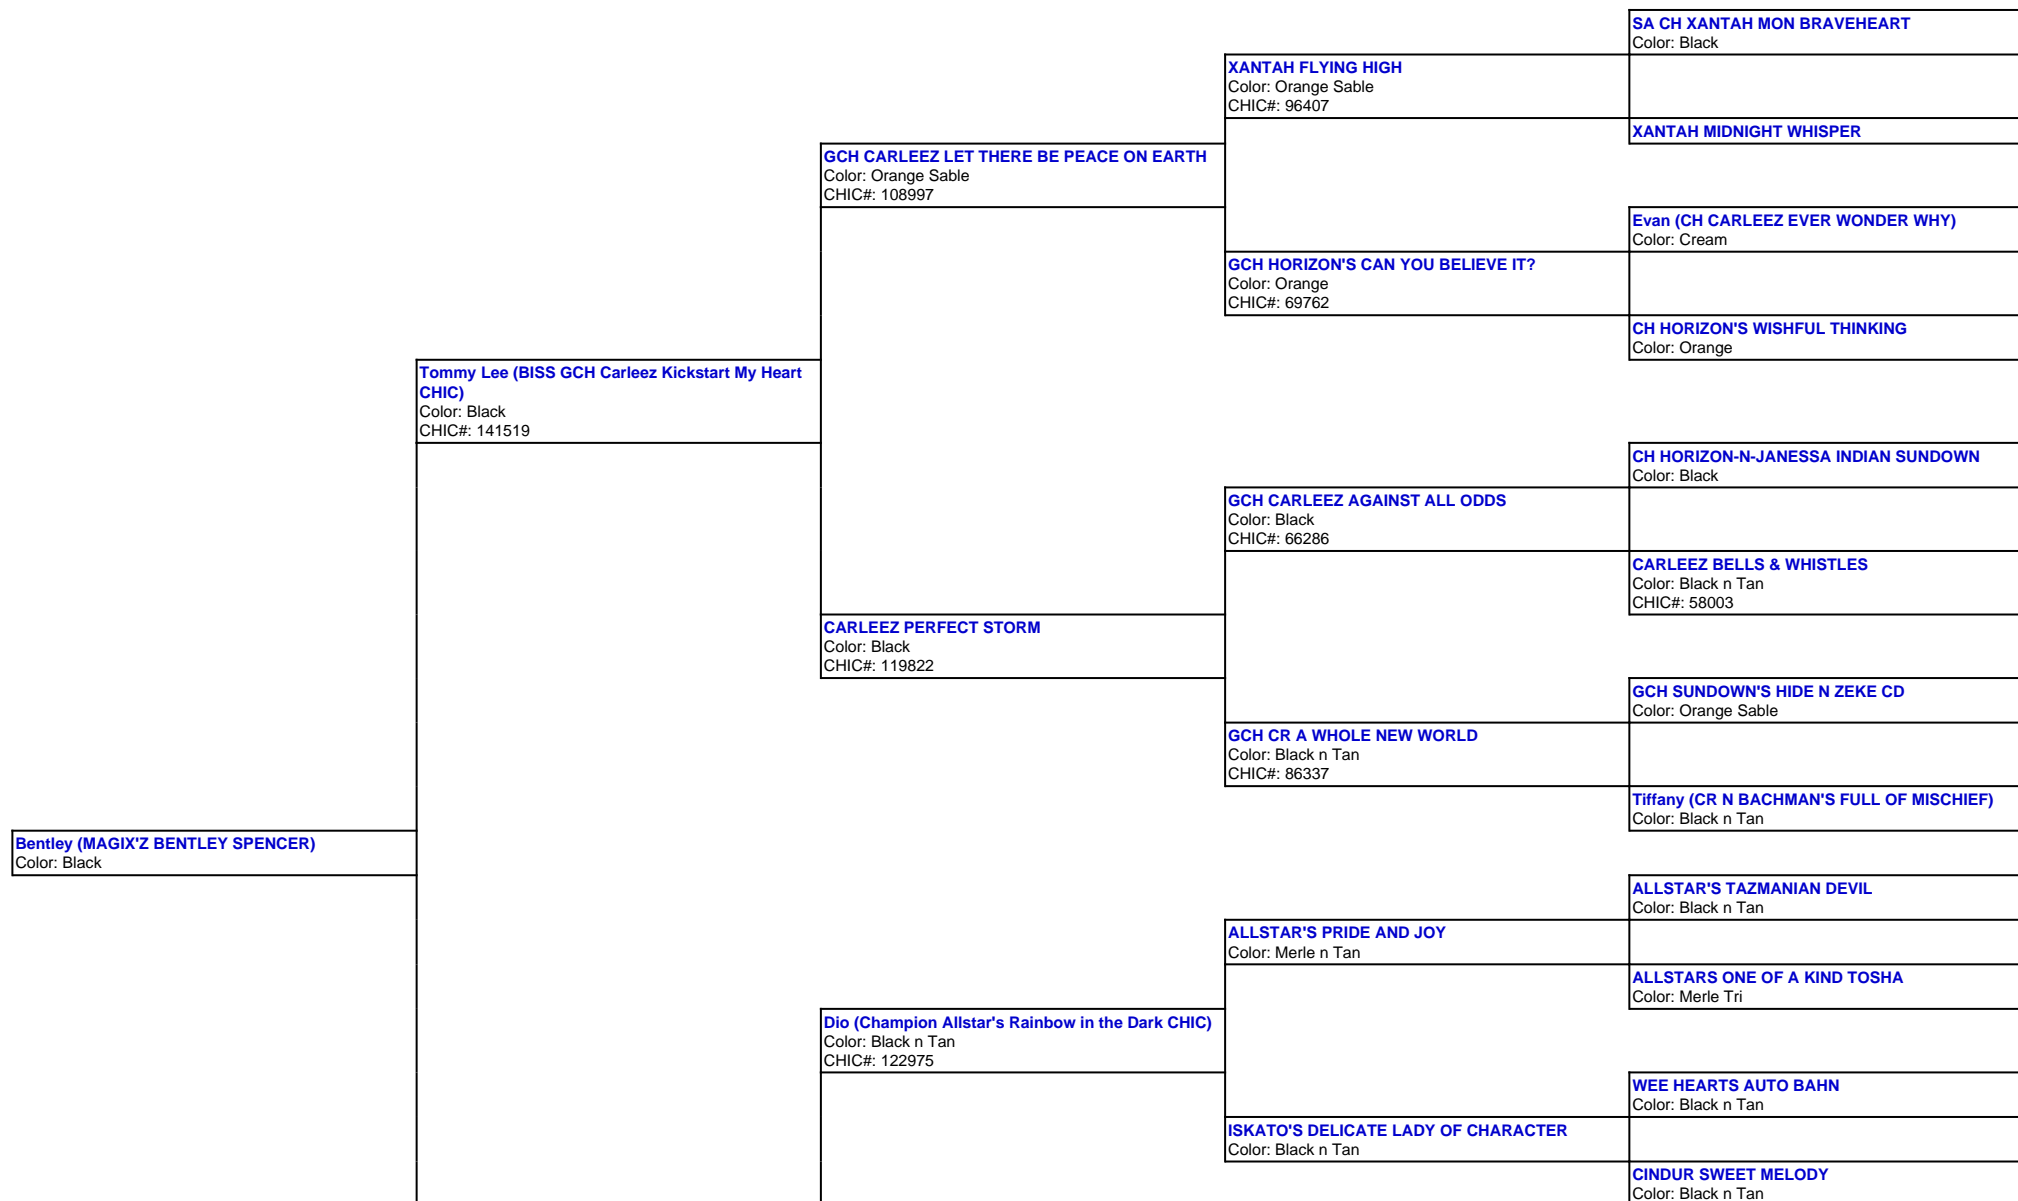 SA CH XANTAH MON BRAVEHEART
Color: Black
XANTAH FLYING HIGH
Color: Orange Sable
CHIC#: 96407
XANTAH MIDNIGHT WHISPER
GCH CARLEEZ LET THERE BE PEACE ON EARTH
Color: Orange Sable
CHIC#: 108997
Evan (CH CARLEEZ EVER WONDER WHY)
Color: Cream
GCH HORIZON'S CAN YOU BELIEVE IT?
Color: Orange
CHIC#: 69762
CH HORIZON'S WISHFUL THINKING
Color: Orange
Tommy Lee (BISS GCH Carleez Kickstart My Heart
CHIC)
Color: Black
CHIC#: 141519
CH HORIZON-N-JANESSA INDIAN SUNDOWN
Color: Black
GCH CARLEEZ AGAINST ALL ODDS
Color: Black
CHIC#: 66286
CARLEEZ BELLS & WHISTLES
Color: Black n Tan
CHIC#: 58003
CARLEEZ PERFECT STORM
Color: Black
CHIC#: 119822
GCH SUNDOWN'S HIDE N ZEKE CD
Color: Orange Sable
GCH CR A WHOLE NEW WORLD
Color: Black n Tan
CHIC#: 86337
Tiffany (CR N BACHMAN'S FULL OF MISCHIEF)
Color: Black n Tan
Bentley (MAGIX'Z BENTLEY SPENCER)
Color: Black
ALLSTAR'S TAZMANIAN DEVIL
Color: Black n Tan
ALLSTAR'S PRIDE AND JOY
Color: Merle n Tan
ALLSTARS ONE OF A KIND TOSHA
Color: Merle Tri
Dio (Champion Allstar's Rainbow in the Dark CHIC)
Color: Black n Tan
CHIC#: 122975
WEE HEARTS AUTO BAHN
Color: Black n Tan
ISKATO'S DELICATE LADY OF CHARACTER
Color: Black n Tan
CINDUR SWEET MELODY
Color: Black n Tan